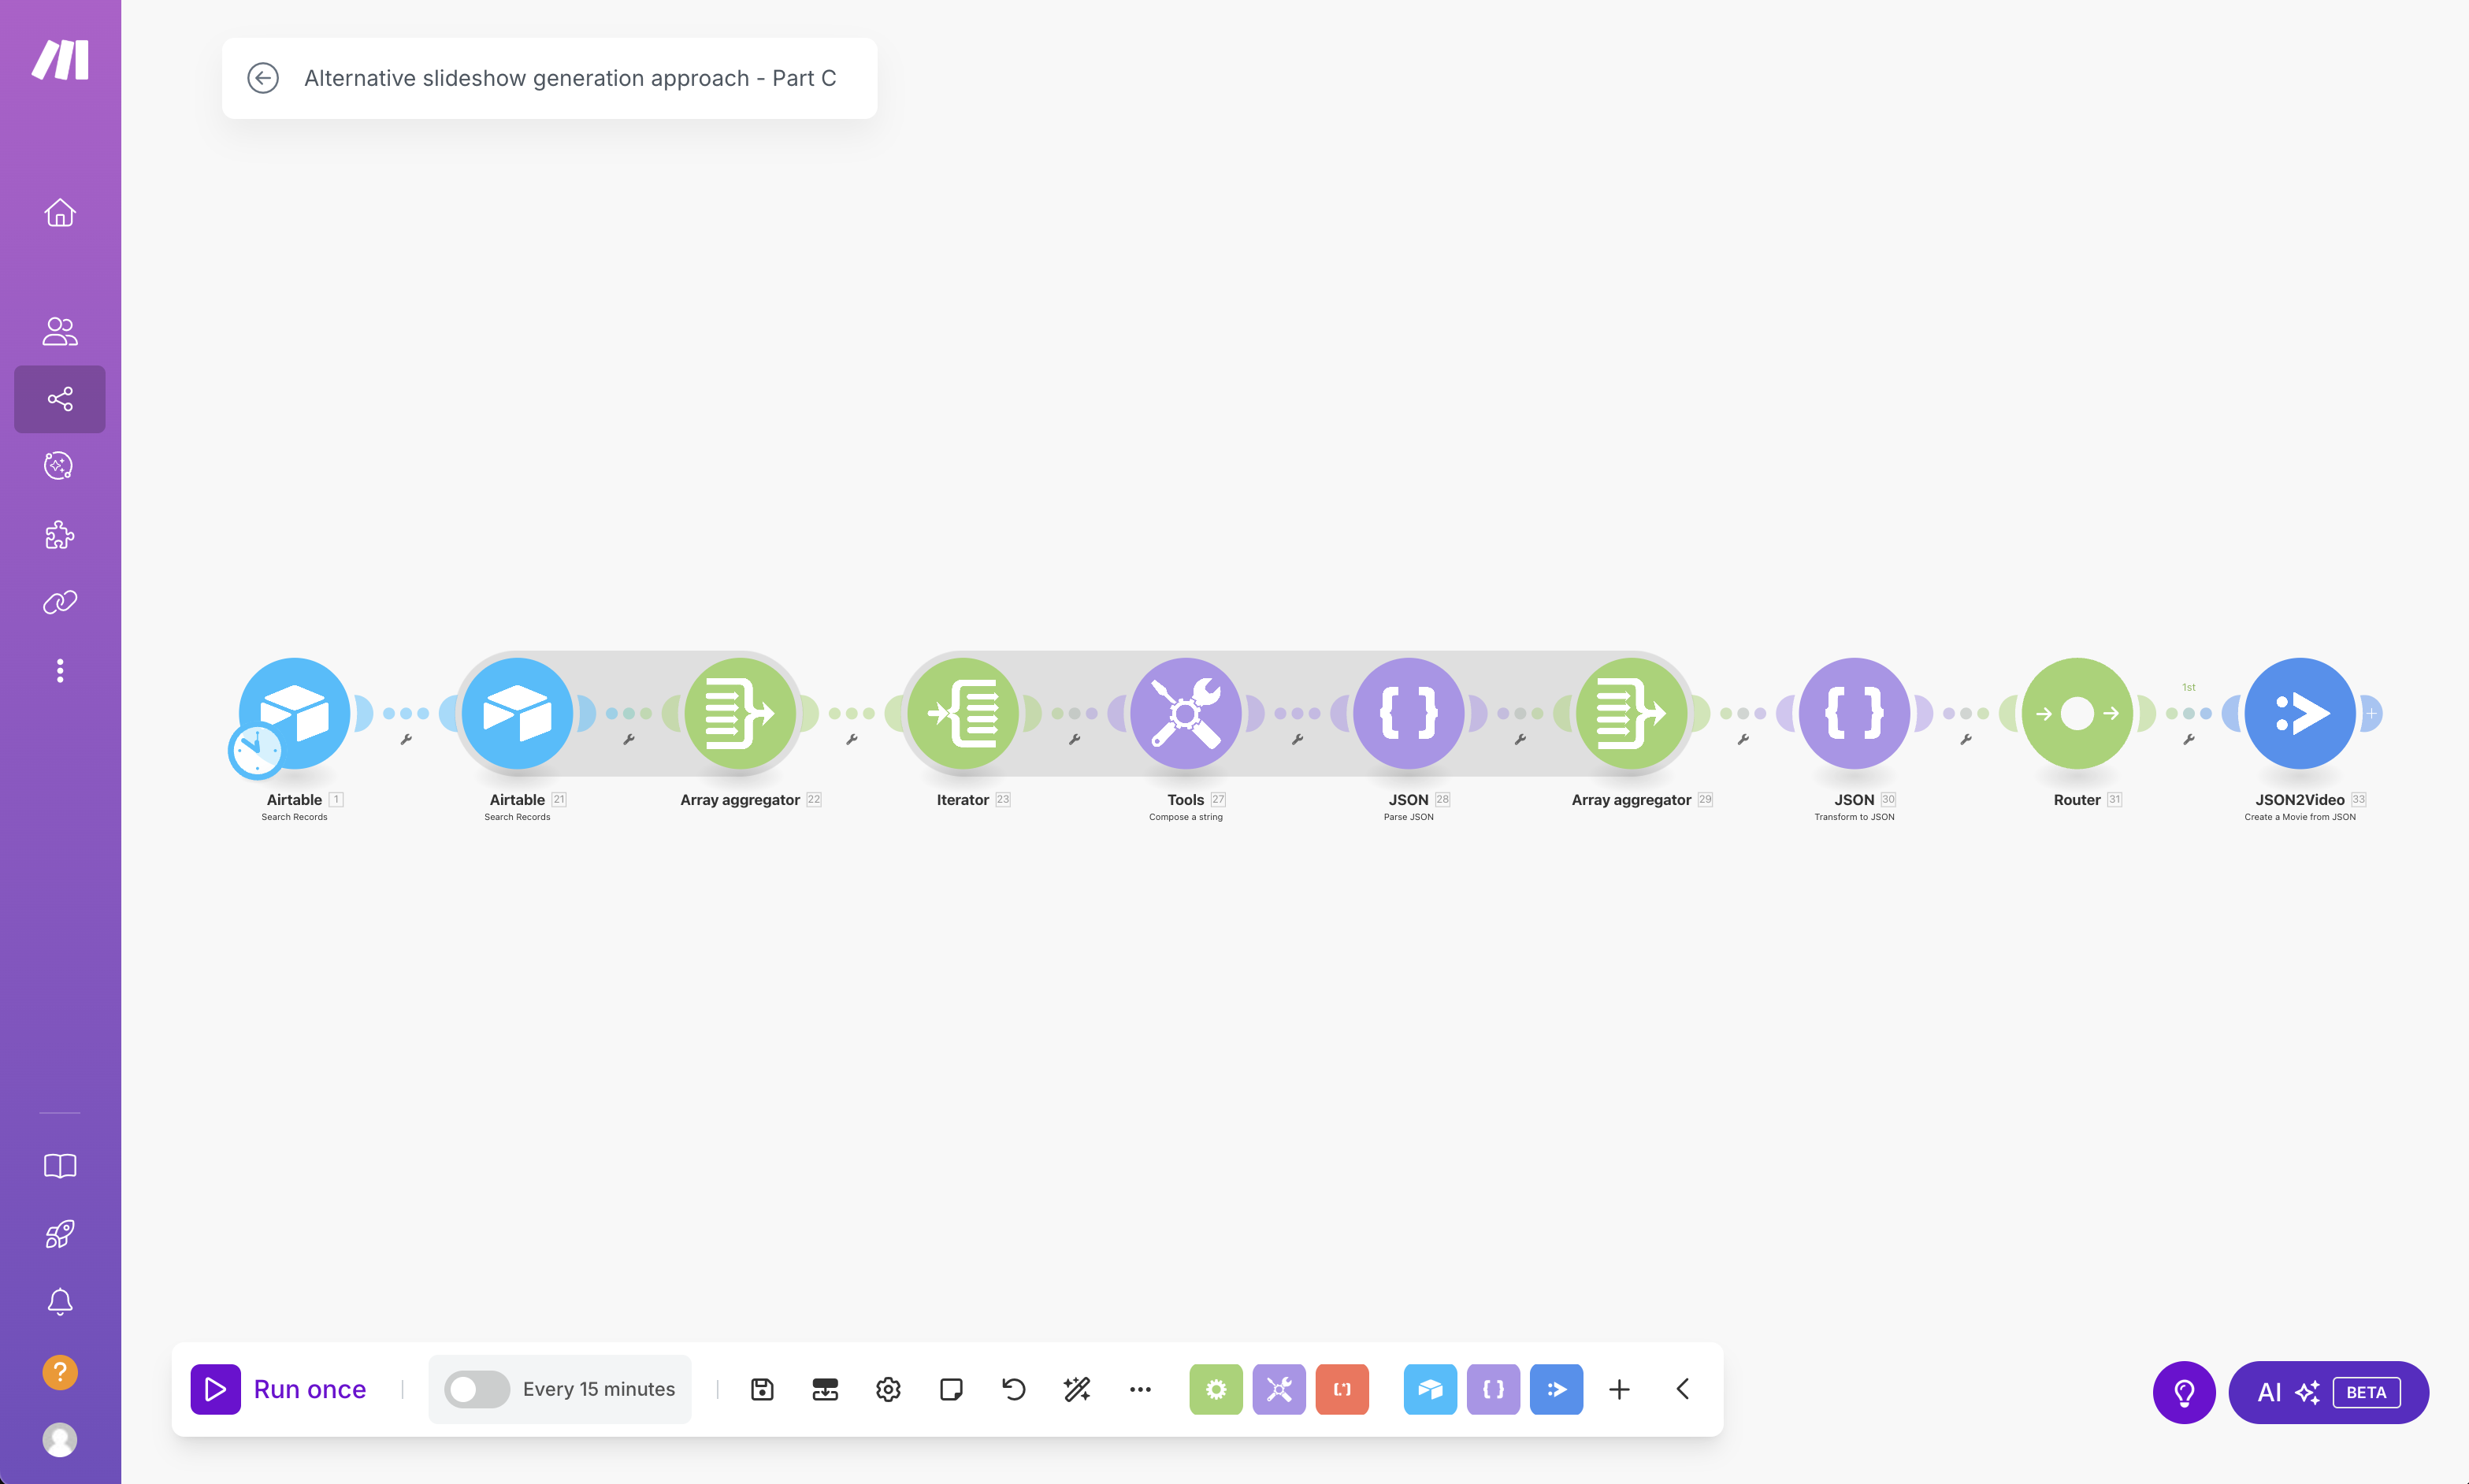 Alternative slideshow generation approach - Part C
1st
Airtable 1
Search Records
Airtable 21
Search Records
Array aggregator 22
Iterator 23
Tools 27
Compose a string
JSON 28
Parse JSON
Array aggregator 29
JSON 30
Transform to JSON
Router 31
JSON2Video 33
Create a Movie from JSON
?
Run once
Every 15 minutes
AI BETA